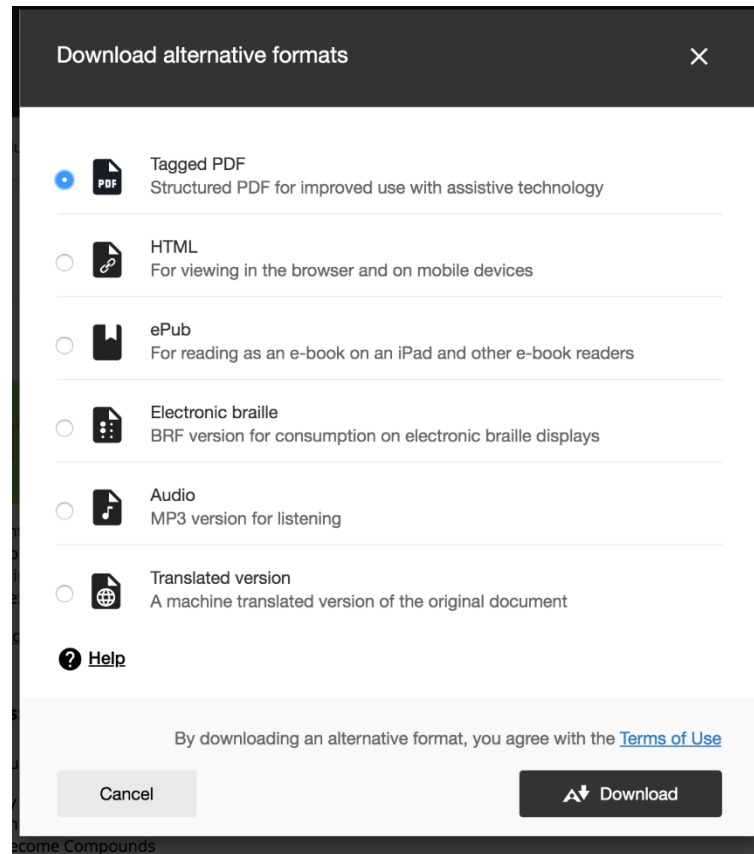 Download alternative formats
PDF
Tagged PDF
Structured PDF for improved use with assistive technology
HTML
For viewing in the browser and on mobile devices
ePub
For reading as an e-book on an iPad and other e-book readers
Electronic braille
BRF version for consumption on electronic braille displays
Audio
MP3 version for listening
Translated version
A machine translated version of the original document
? Help
By downloading an alternative format, you agree with the Terms of Use
Cancel
A Download
ecome Compounds